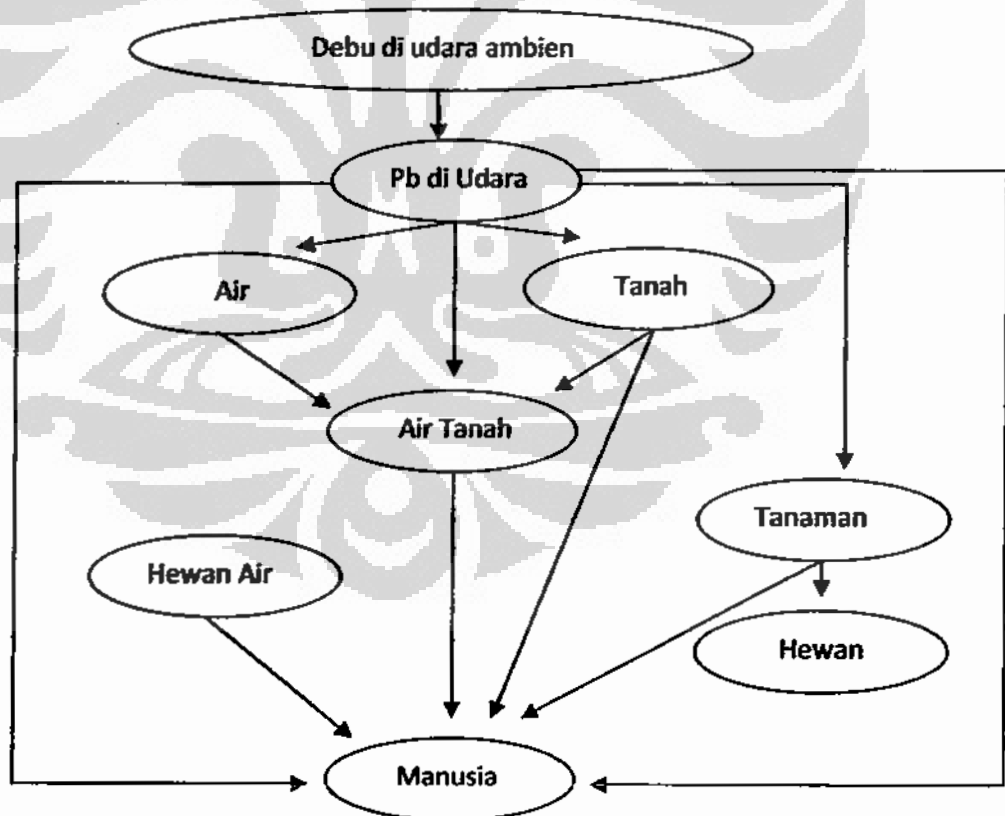 Debu di udara ambien
Pb di Udara
Air
Tanah
Air Tanah
Tanaman
Hewan Air
Hewan
Manusia